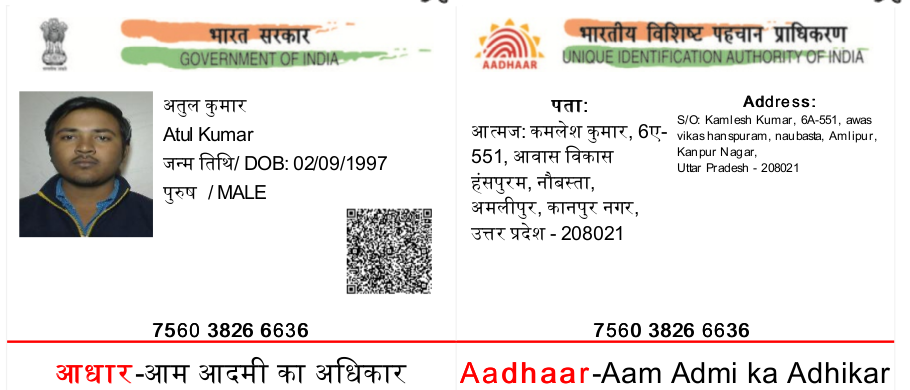 भारत सरकार
GOVERNMENT OF INDIA
अतुल कुमार
Atul Kumar
जन्म तिथि/ DOB: 02/09/1997
पुरुष / MALE
7560 3826 6636
आधार-आम आदमी का अधिकार
भारतीय विशिष्ट पहचान प्राधिकरण
UNIQUE IDENTIFICATION AUTHORITY OF INDIA
AADHAAR
पता:
आत्मज: कमलेश कुमार, 6ए-
551, आवास विकास
हंसपुरम, नौबस्ता,
अमलीपुर, कानपुर नगर,
उत्तर प्रदेश - 208021
Address:
S/O: Kamlesh Kumar, 6A-551, awas
vikas hanspuram, naubasta, Amlipur,
Kanpur Nagar,
Uttar Pradesh - 208021
7560 3826 6636
Aadhaar-Aam Admi ka Adhikar